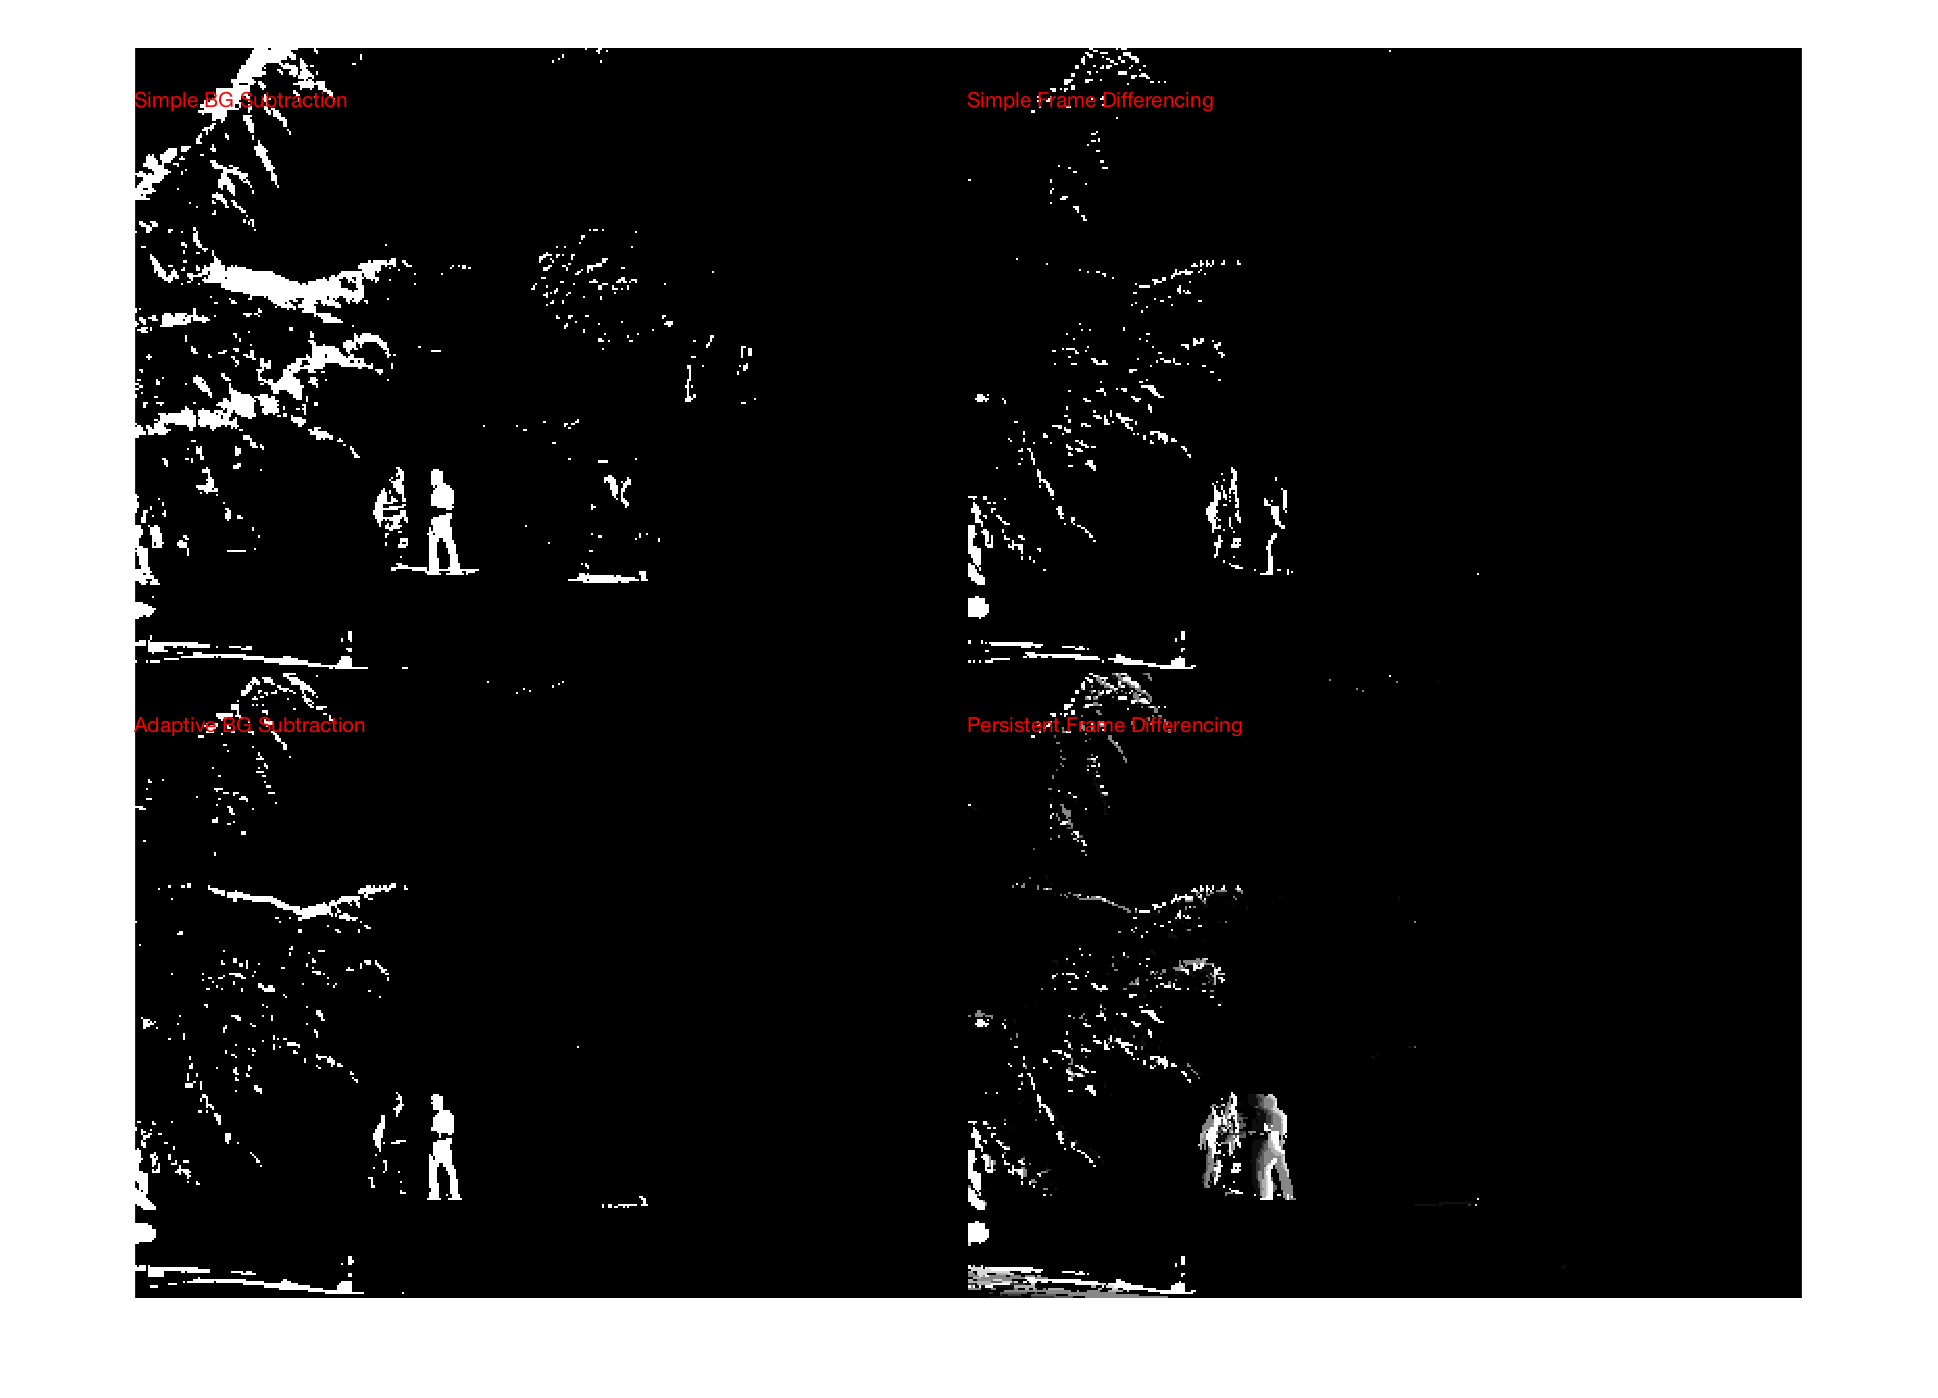 Simple BG Subtraction
Simple Frame Differencing
Adaptive BG Subtraction
Persistent Frame Differencing